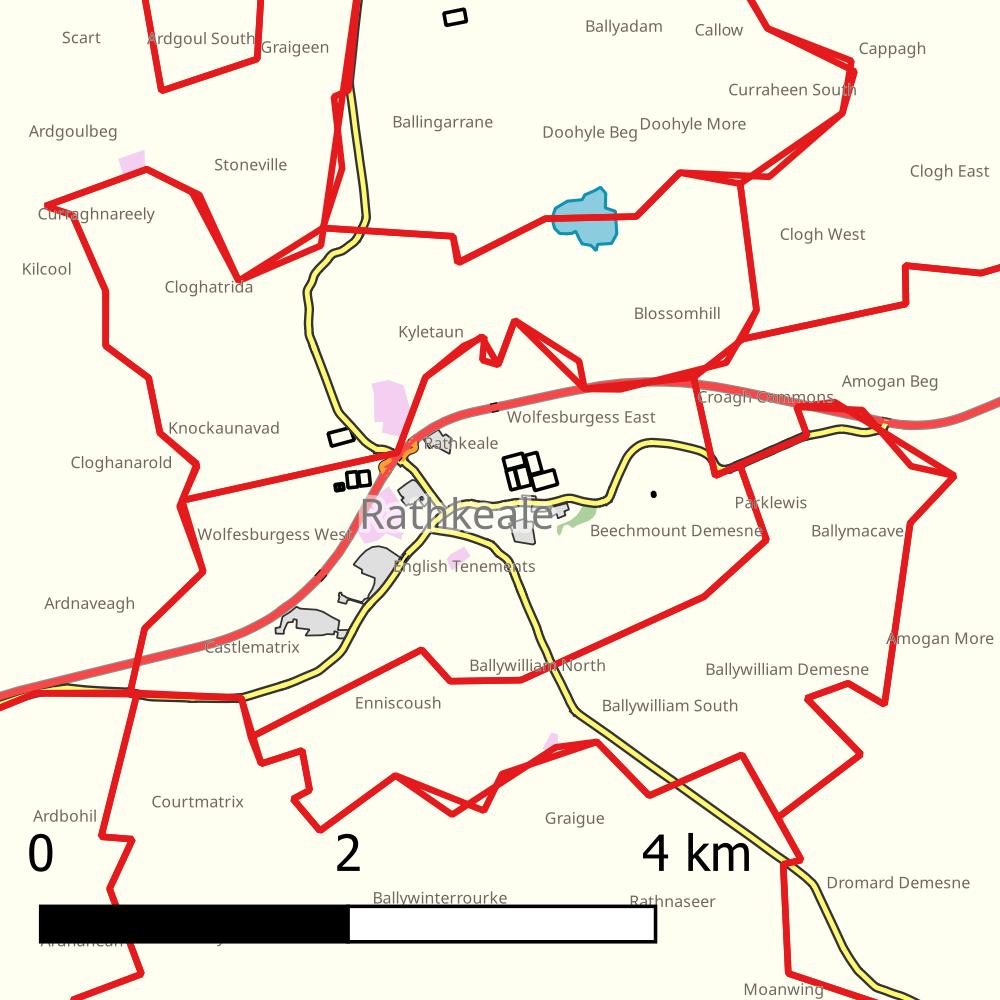 Ballyadam
Callow
Scart
Ardgoul South
Graigeen
Cappagh
Curraheen South
Ardgoulbeg
Ballingarrane
Doohyle Beg
Doohyle More
Stoneville
Clogh East
Curraghnareely
Clogh West
Kilcool
Cloghatrida
Blossomhill
Kyletaun
Amogan Beg
Croagh Commons
Wolfesburgess East
Knockaunavad
Rathkeale
Cloghanarold
Parklewis
Rathkeale
Wolfesburgess West
Beechmount Demesne
Ballymacave
English Tenements
Ardnaveagh
Amogan More
Castlematrix
Ballywilliam North
Ballywilliam Demesne
Enniscoush
Ballywilliam South
Courtmatrix
Ardbohil
Graigue
0 2 4 km
Dromard Demesne
Ballywinterrourke
Rathnaseer
Moanwing